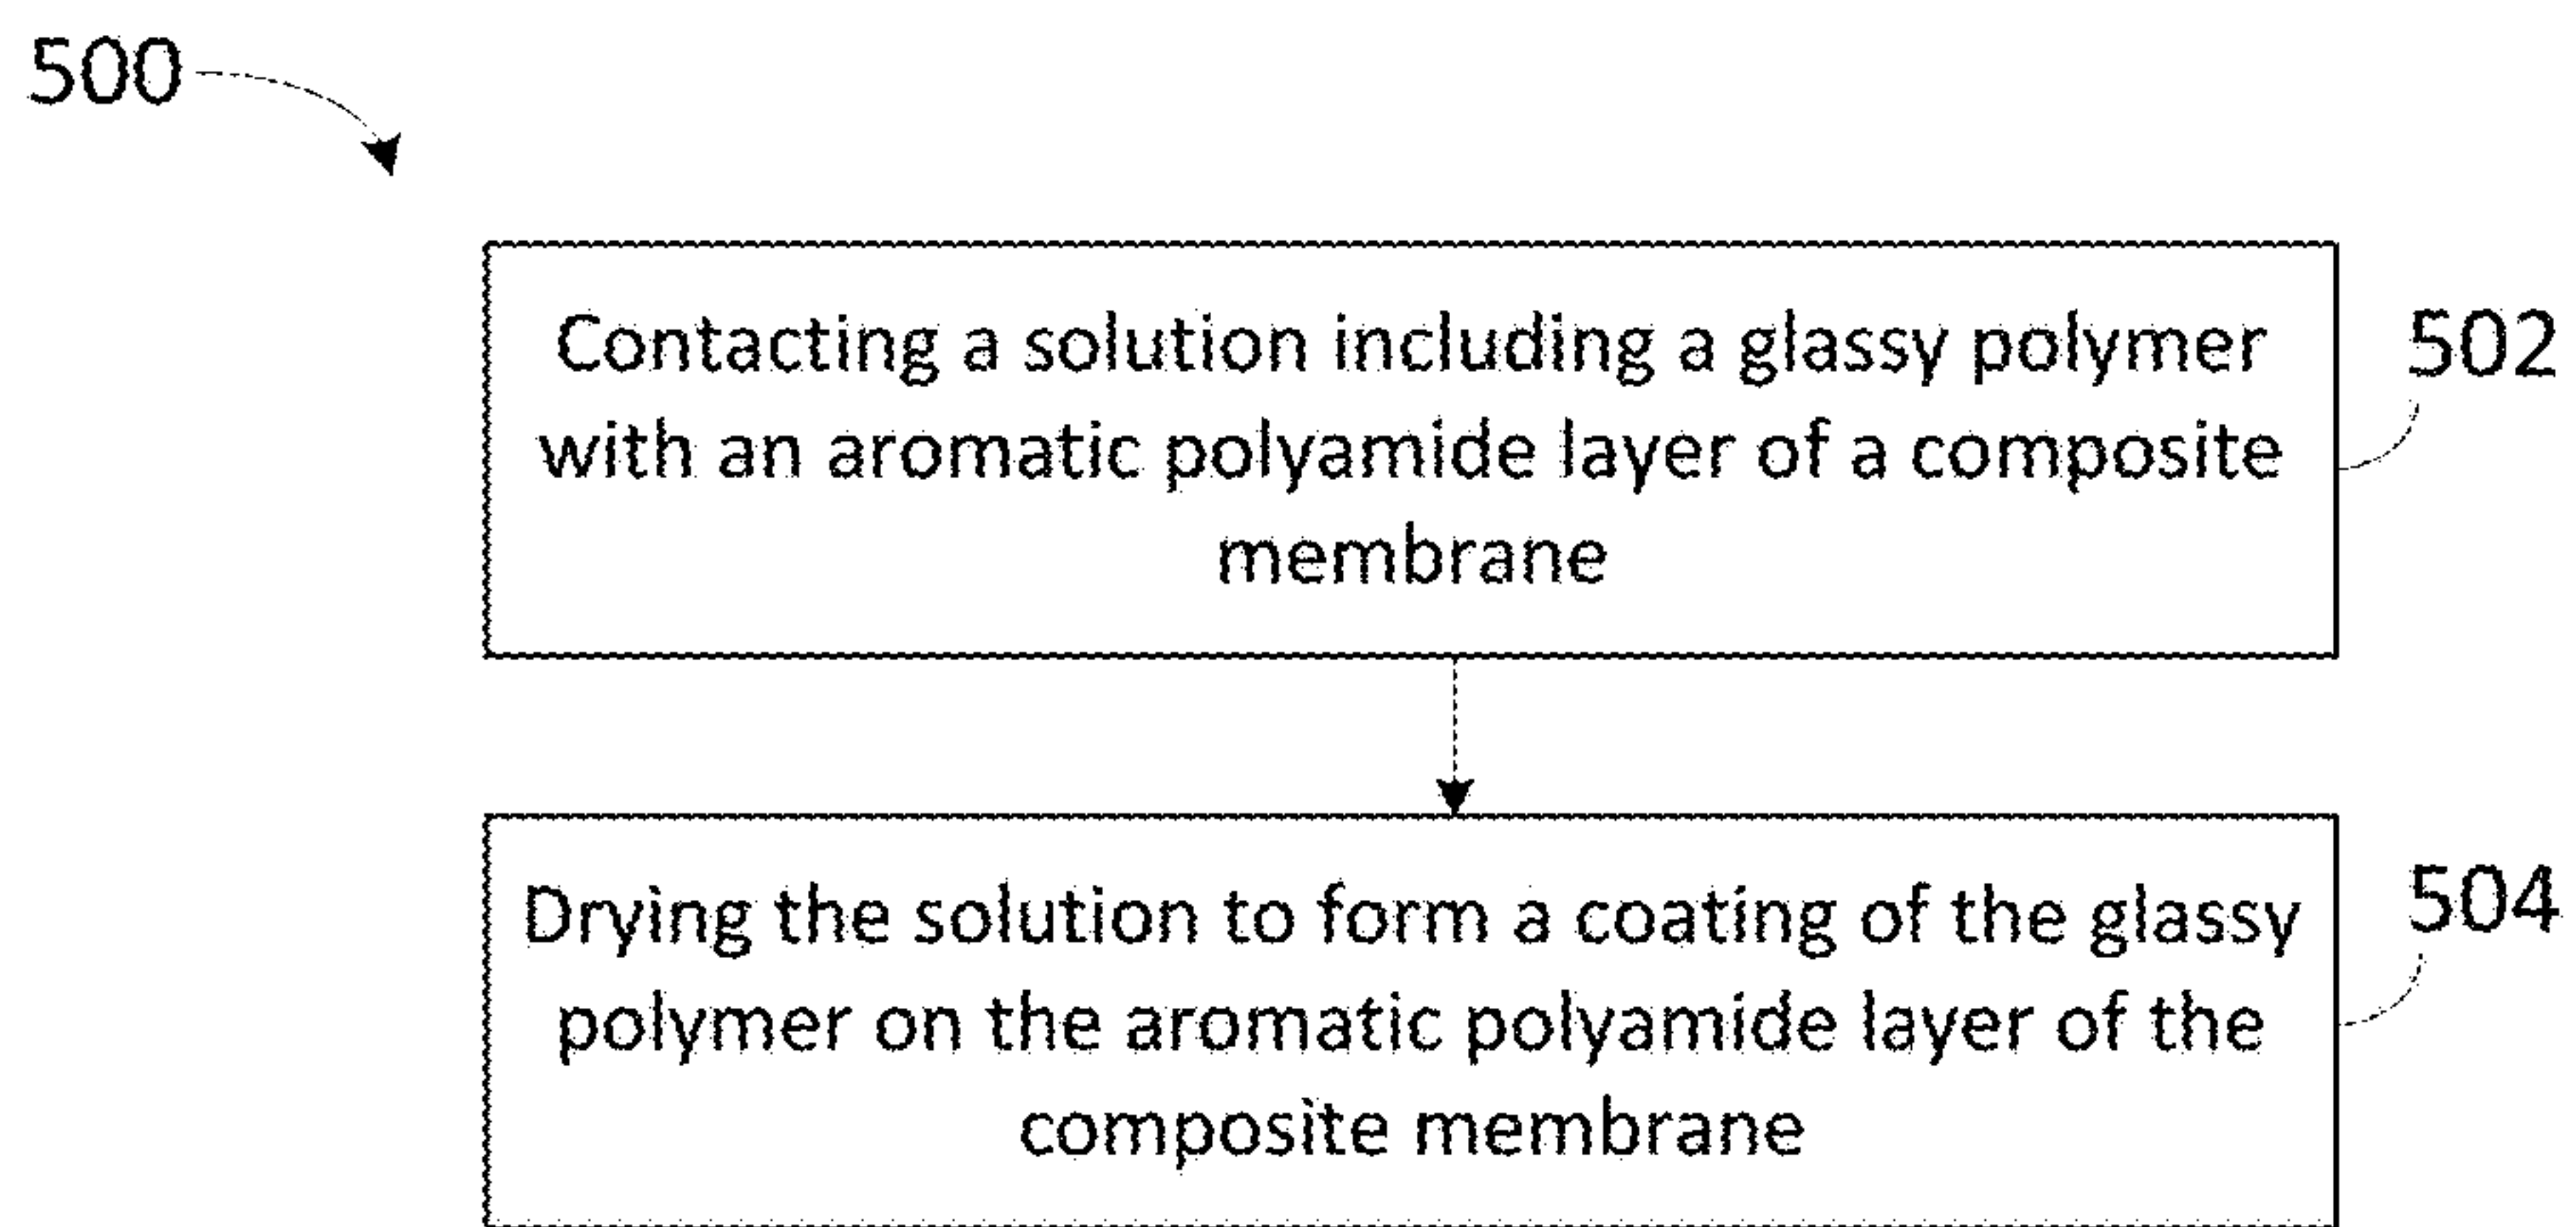 500
Contacting a solution including a glassy polymer
with an aromatic polyamide layer of a composite
membrane
502
Drying the solution to form a coating of the glassy
polymer on the aromatic polyamide layer of the
composite membrane
504